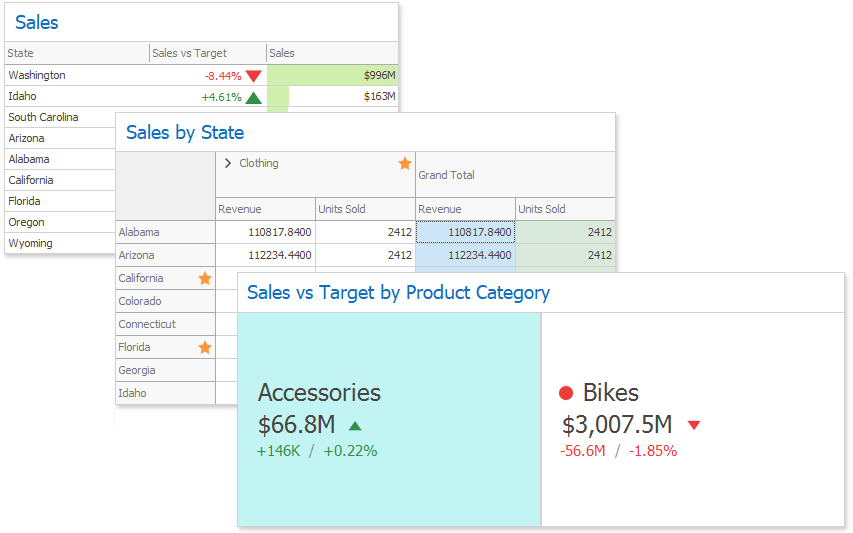 Sales
State Sales vs Target Sales
Washington -8.44% $996M
Idaho +4.61% $163M
South Carolina
Arizona
Alabama
California
Florida
Oregon
Wyoming
Sales by State
Clothing
Grand Total
Revenue Units Sold Revenue Units Sold
Alabama 110817.8400 2412 110817.8400 2412
Arizona 112234.4400 2412 112234.4400 2412
California
Colorado
Connecticut
Florida
Georgia
Idaho
Sales vs Target by Product Category
Accessories
$66.8M
+146K / +0.22%
Bikes
$3,007.5M
-56.6M / -1.85%